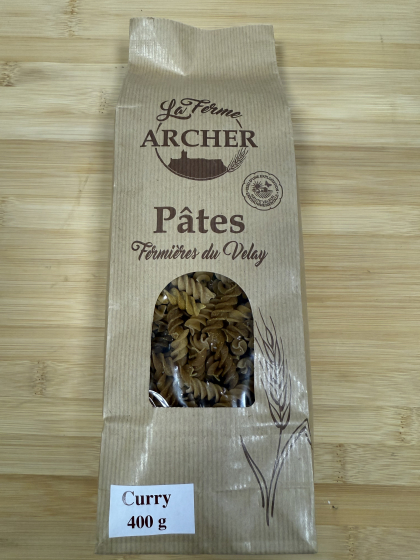 La Ferme
ARCHER
Pâtes
Fermières du Velay
Curry
400 g